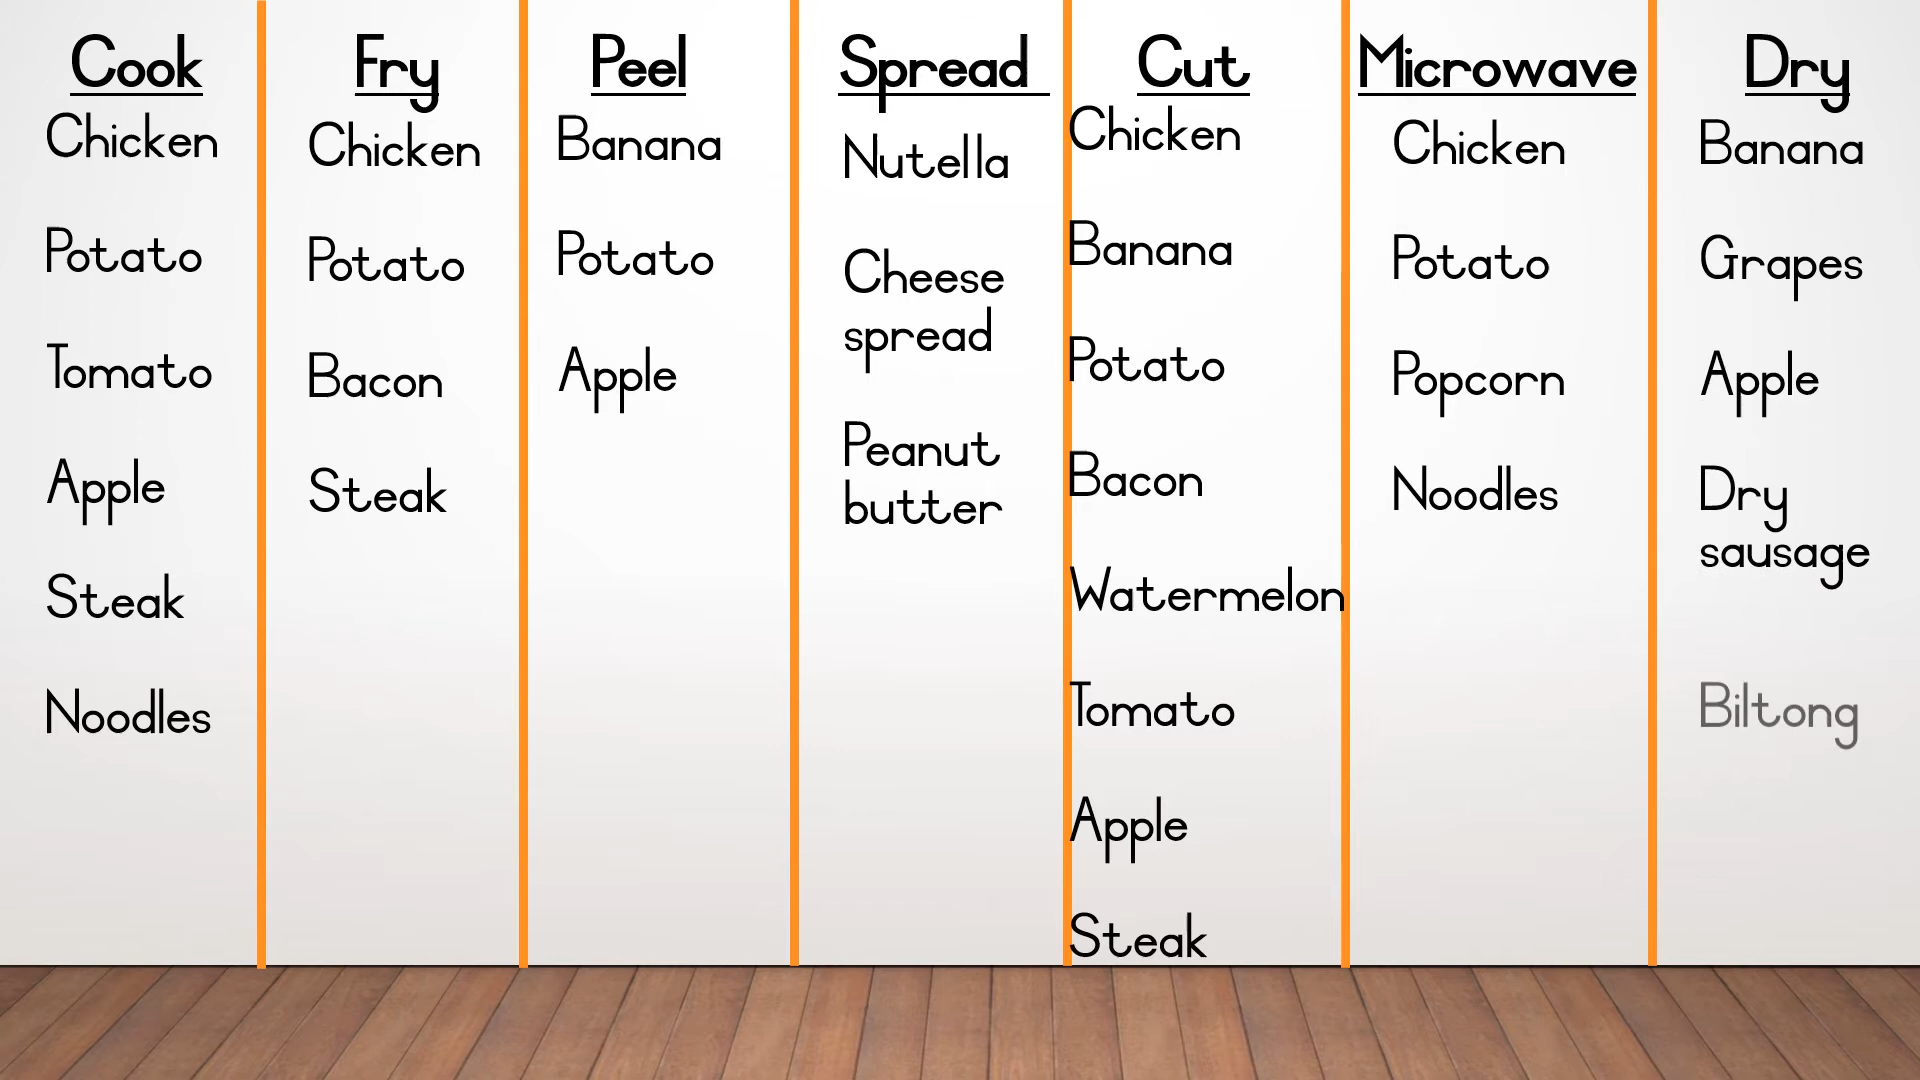 Cook
Chicken
Potato
Tomato
Apple
Steak
Noodles
Fry
Chicken
Potato
Bacon
Steak
Peel
Banana
Potato
Apple
Spread
Nutella
Cheese
spread
Peanut
butter
Cut
Chicken
Banana
Potato
Bacon
Watermelon
Tomato
Apple
Steak
Microwave
Chicken
Potato
Popcorn
Noodles
Dry
Banana
Grapes
Apple
Dry
sausage
Biltong